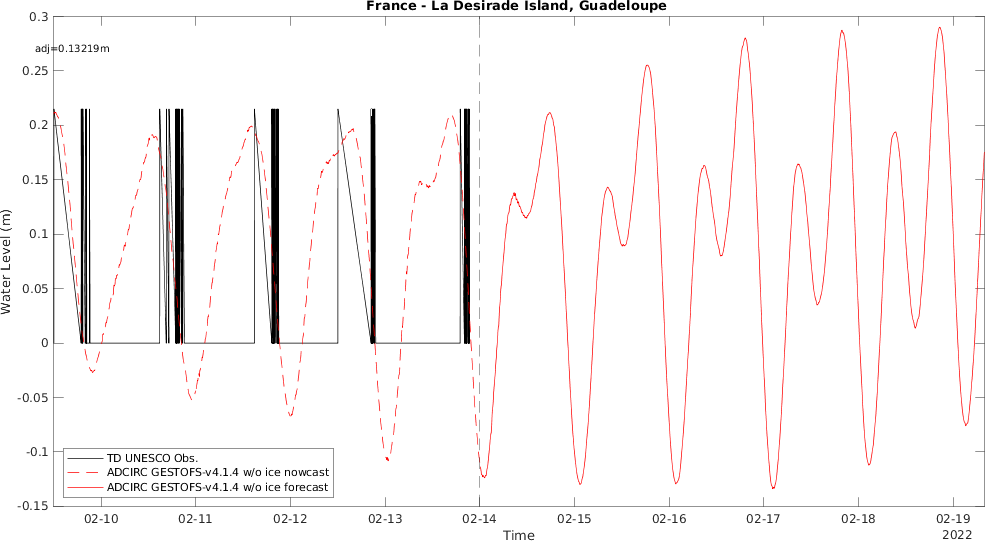 France - La Desirade Island, Guadeloupe
0.3
adj=0.13219m
0.25
0.2
0.15
0.1
0.05
0
-0.05
-0.1
-0.15
Water Level (m)
TD UNESCO Obs.
ADCIRC GESTOFS-v4.1.4 w/o ice nowcast
ADCIRC GESTOFS-v4.1.4 w/o ice forecast
02-10 02-11 02-12 02-13 02-14 02-15 02-16 02-17 02-18 02-19
Time
2022